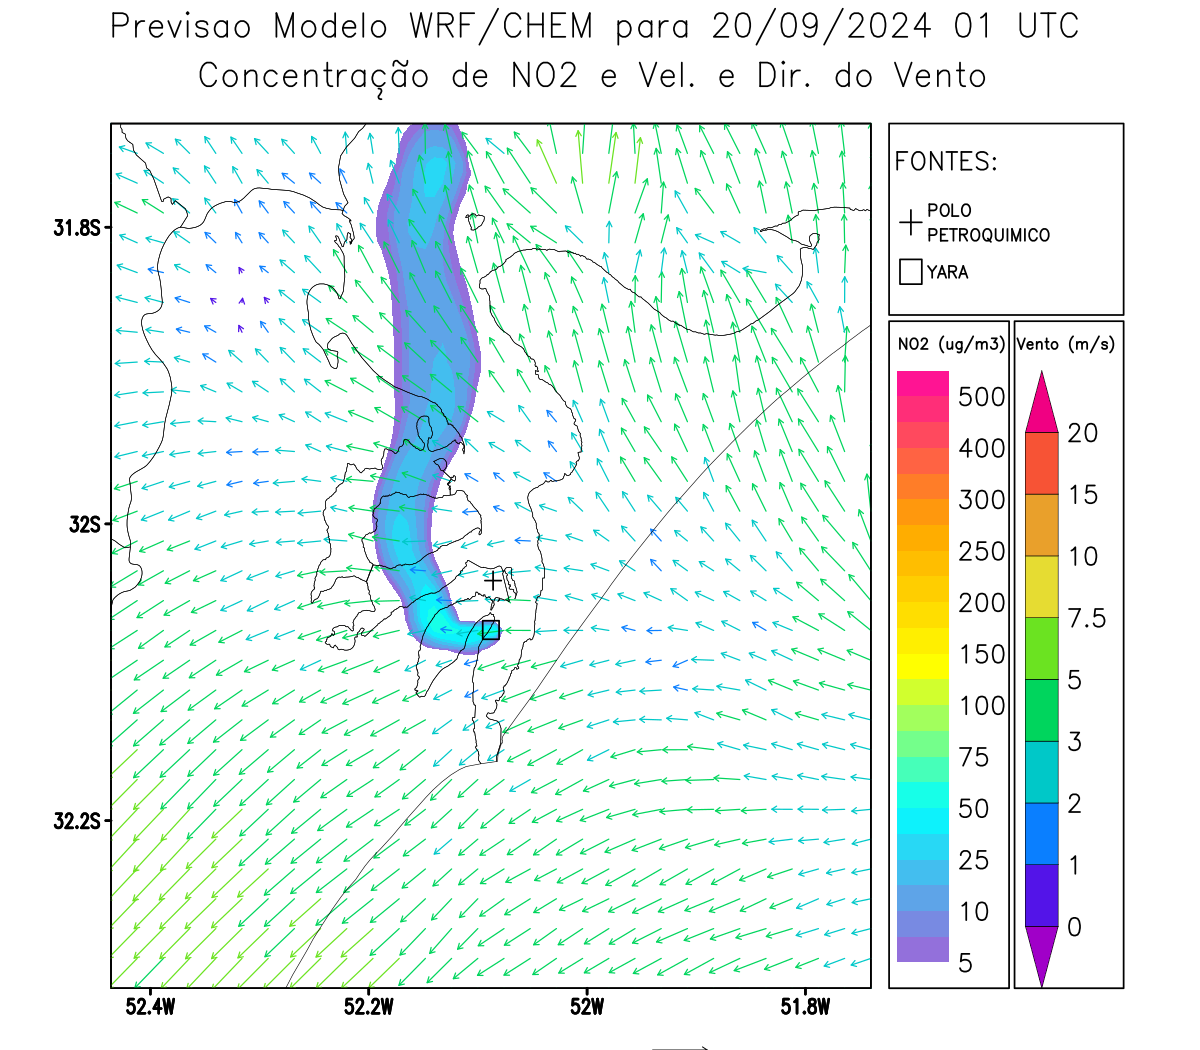 Previsao Modelo WRF/CHEM para 20/09/2024 01 UTC
Concentração de NO2 e Vel. e Dir. do Vento
FONTES:
POLO
PETROQUIMICO
YARA
NO2 (ug/m3)
500
400
300
250
200
150
100
75
50
25
10
5
Vento (m/s)
20
15
10
7.5
5
3
2
1
0
31.8S
32S
32.2S
52.4W
52.2W
52W
51.8W